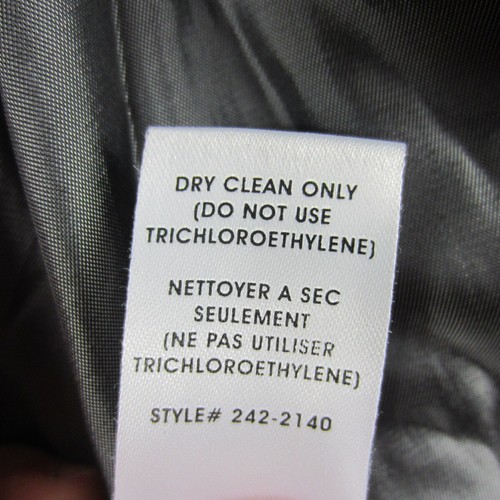 DRY CLEAN ONLY
(DO NOT USE
TRICHLOROETHYLENE)
NETTOYER A SEC
SEULEMENT
(NE PAS UTILISER
TRICHLOROETHYLENE)
STYLE# 242-2140